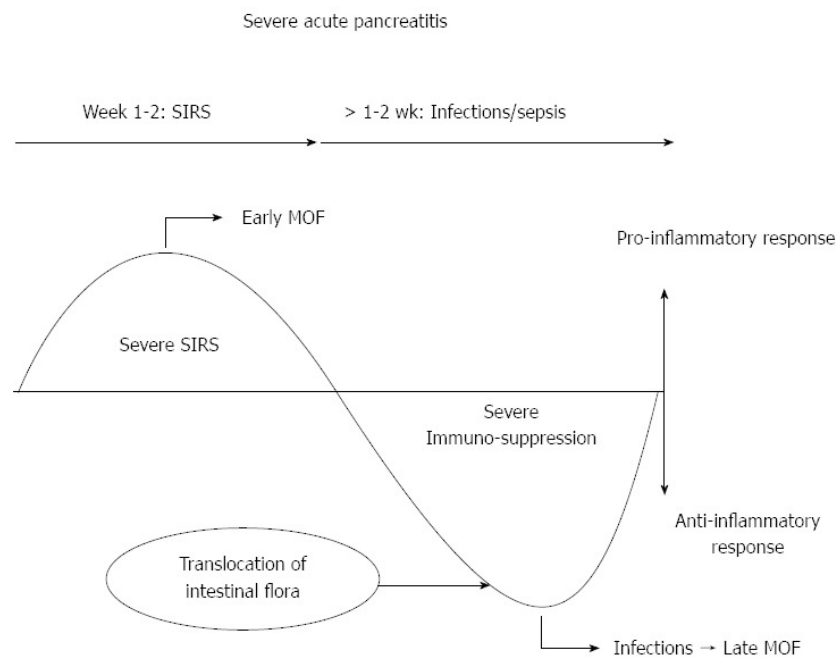 Severe acute pancreatitis
Week 1-2: SIRS
> 1-2 wk: Infections/sepsis
Early MOF
Pro-inflammatory response
Severe SIRS
Severe
Immuno-suppression
Anti-inflammatory
response
Translocation of
intestinal flora
Infections → Late MOF